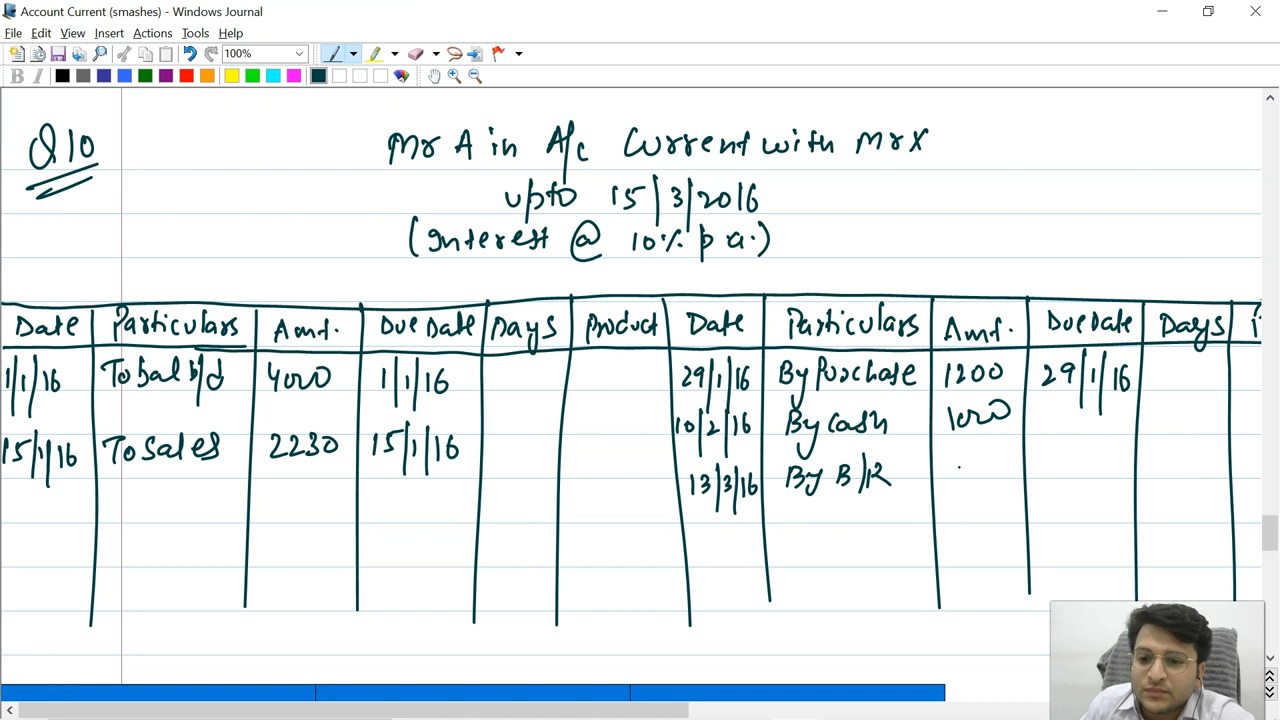 Account Current (smashes) - Windows Journal
File Edit View Insert Actions Tools Help
100%
B I
Q10
Mr A in A/c Current with Mr X
upto 15/3/2016
(Interest @ 10% p.a.)
Date Particulars Amt. Due Date Days Product Date Particulars Amt. Due Date Days
1/1/16 To bal b/d 4000 1/1/16 29/1/16 By Purchase 1200 29/1/16
10/2/16 By cash 1000
15/1/16 To Sales 2230 15/1/16
13/3/16 By B/R